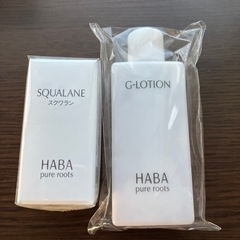 SQUALANE
スクワラン
HABA
pure roots
G-LOTION
HABA
pure roots